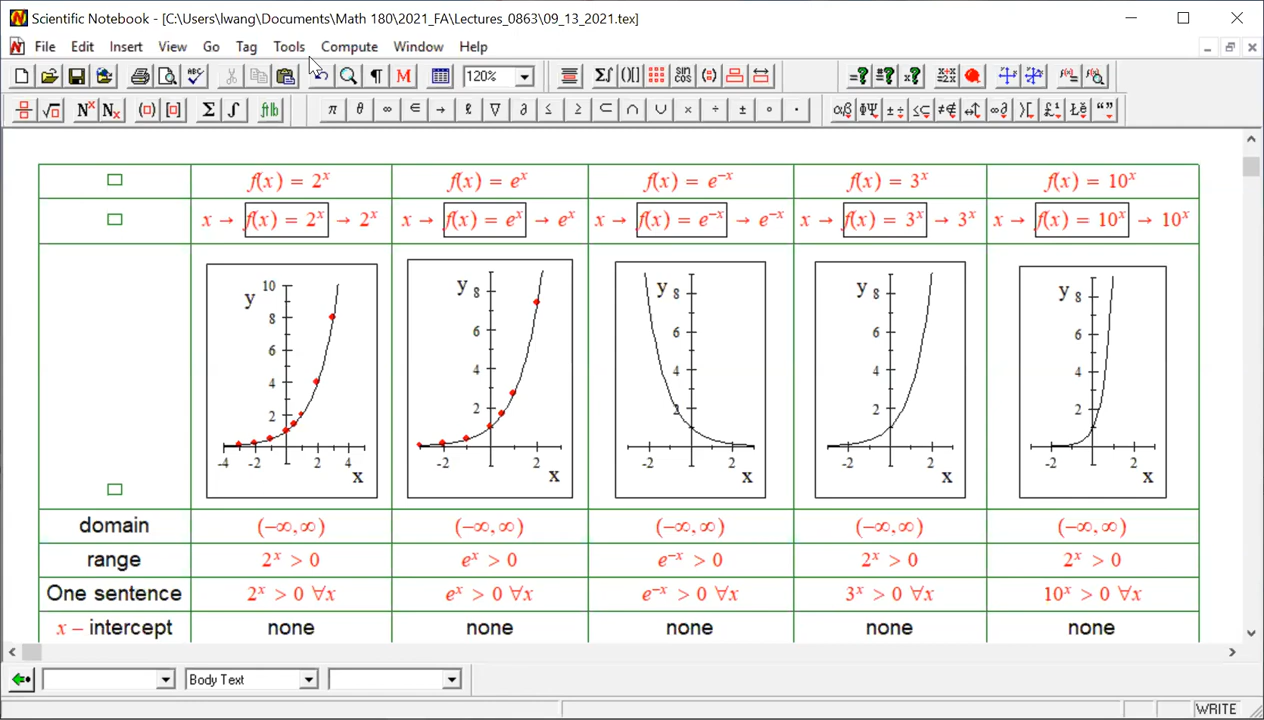 Scientific Notebook - [C:\Users\lwang\Documents\Math 180\2021_FA\Lectures_0863\09_13_2021.tex]
File Edit Insert View Go Tag Tools Compute Window Help
120%
f(x) = 2^x f(x) = e^x f(x) = e^−x f(x) = 3^x f(x) = 10^x
x → f(x) = 2^x → 2^x x → f(x) = e^x → e^x x → f(x) = e^−x → e^−x x → f(x) = 3^x → 3^x x → f(x) = 10^x → 10^x
y 10 8 6 4 2 -4 -2 2 4 x
y 8 6 4 2 -2 2 x
y 8 6 4 2 -2 2 x
y 8 6 4 2 -2 2 x
y 8 6 4 2 -2 2 x
domain (−∞,∞) (−∞,∞) (−∞,∞) (−∞,∞) (−∞,∞)
range 2^x > 0 e^x > 0 e^−x > 0 2^x > 0 2^x > 0
One sentence 2^x > 0 ∀x e^x > 0 ∀x e^−x > 0 ∀x 3^x > 0 ∀x 10^x > 0 ∀x
x − intercept none none none none none
Body Text
WRITE